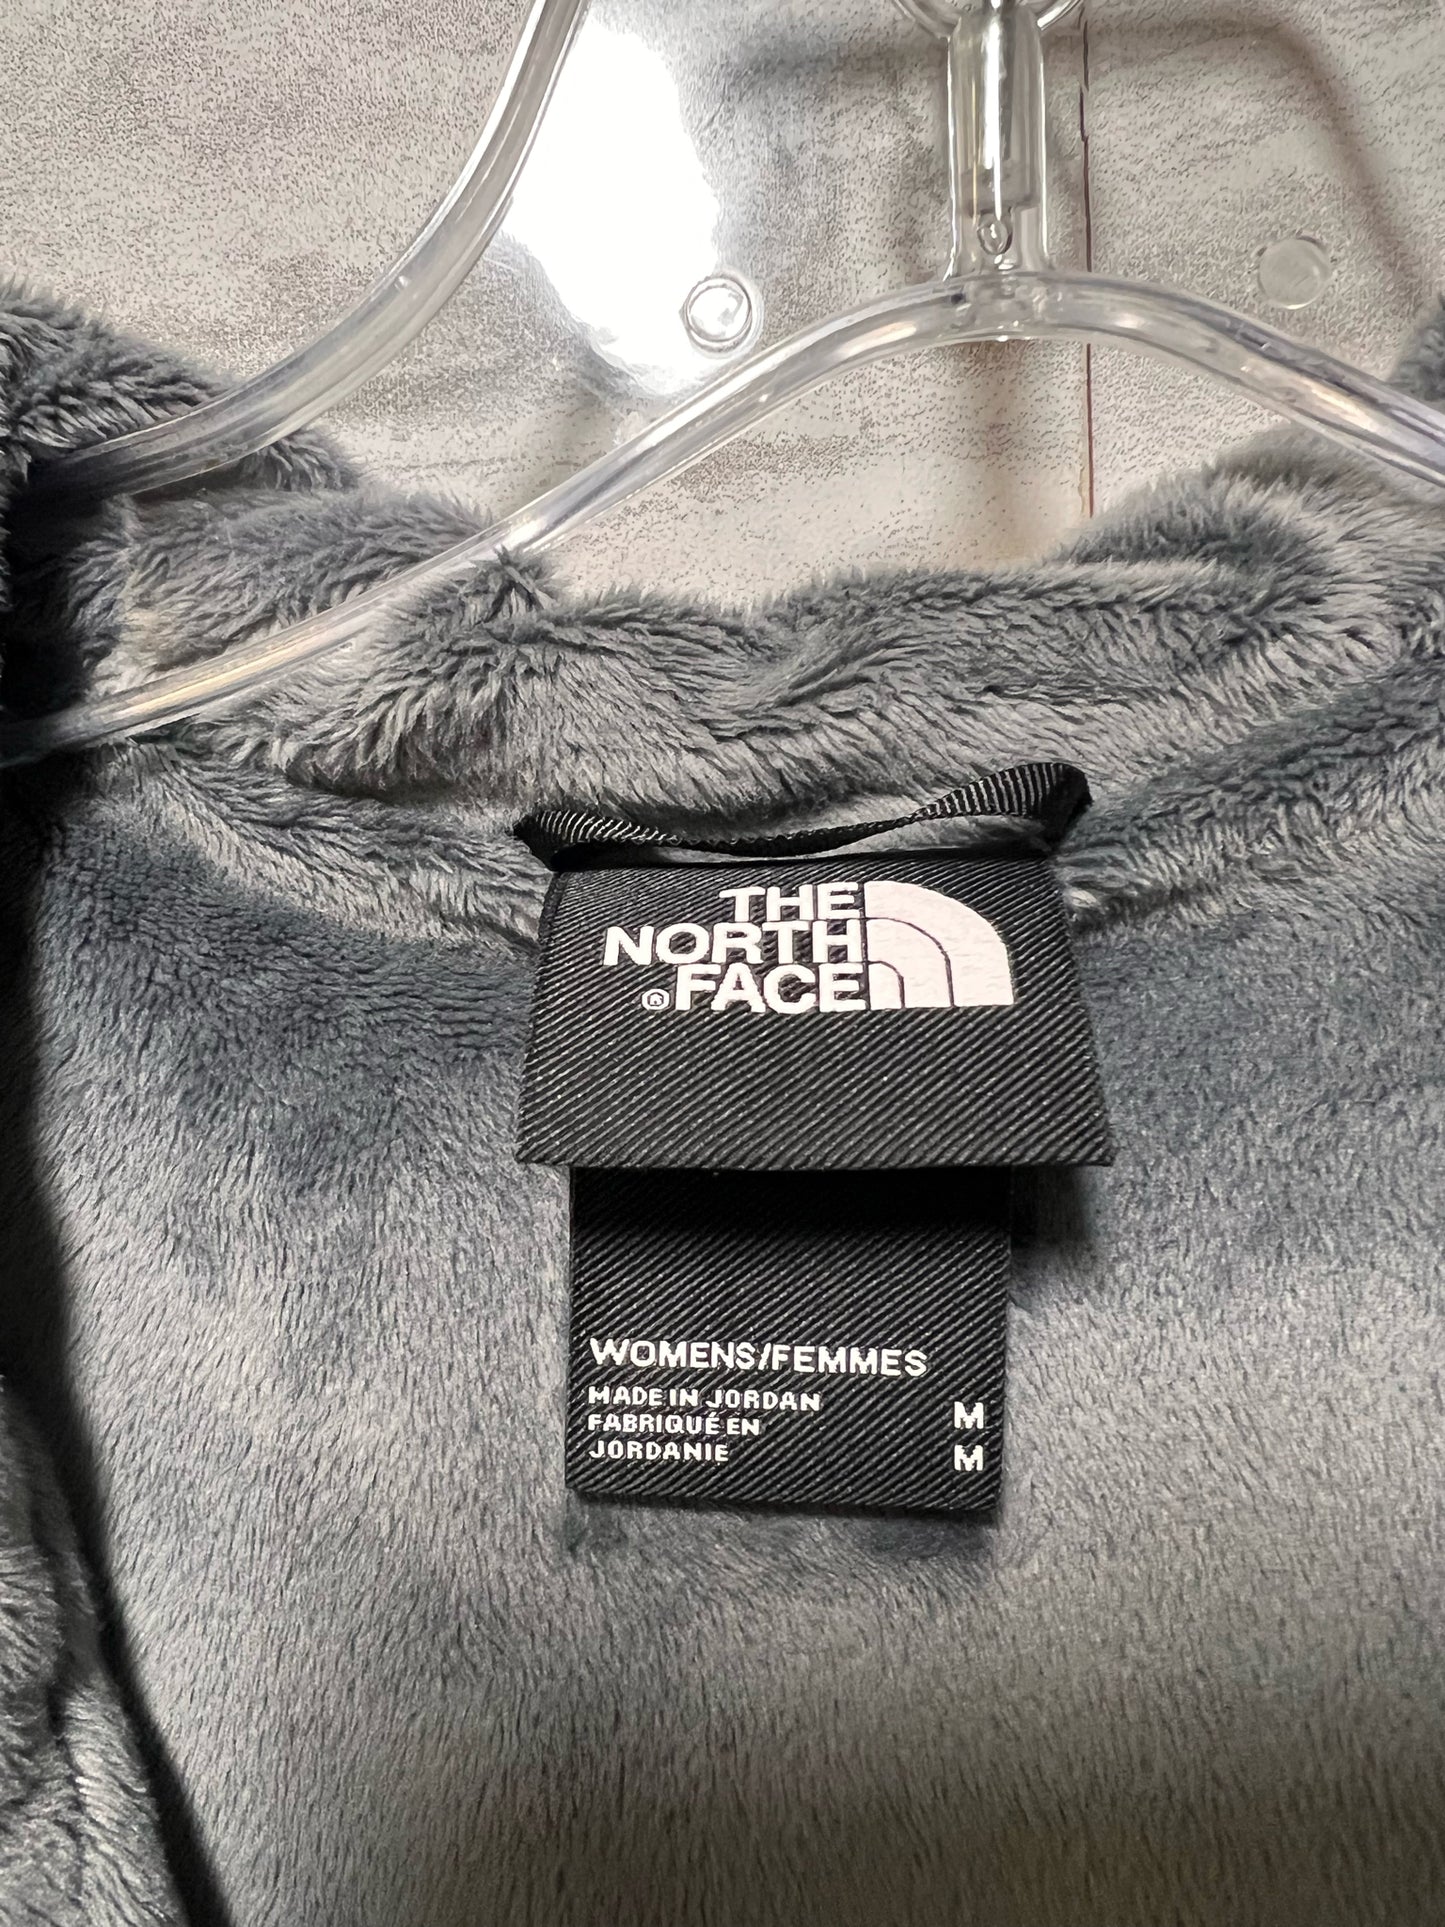 THE
NORTH
® FACE
WOMENS/FEMMES
MADE IN JORDAN
FABRIQUÉ EN M
JORDANIE M